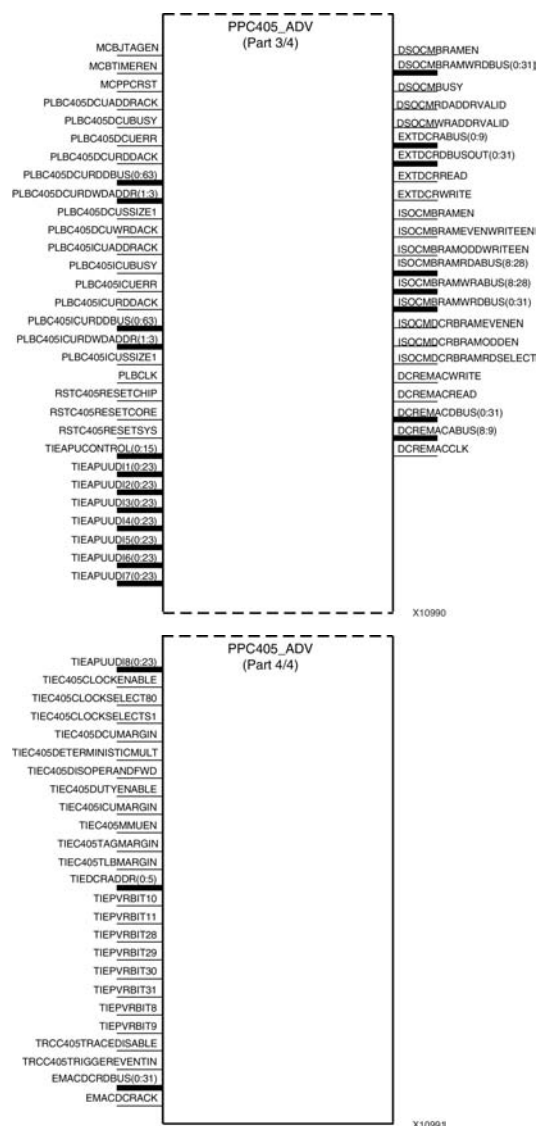 PPC405_ADV
(Part 3/4)
MCBJTAGEN
MCBTIMEREN
MCPPCRST
PLBC405DCUADDRACK
PLBC405DCUBUSY
PLBC405DCUERR
PLBC405DCURDDACK
PLBC405DCURDDBUS(0:63)
PLBC405DCURDWDADDR(1:3)
PLBC405DCUSSIZE1
PLBC405DCUWRDACK
PLBC405ICUADDRACK
PLBC405ICUBUSY
PLBC405ICUERR
PLBC405ICURDDACK
PLBC405ICURDDBUS(0:63)
PLBC405ICURDWDADDR(1:3)
PLBC405ICUSSIZE1
PLBCLK
RSTC405RESETCHIP
RSTC405RESETCORE
RSTC405RESETSYS
TIEAPUCONTROL(0:15)
TIEAPUUDI1(0:23)
TIEAPUUDI2(0:23)
TIEAPUUDI3(0:23)
TIEAPUUDI4(0:23)
TIEAPUUDI5(0:23)
TIEAPUUDI6(0:23)
TIEAPUUDI7(0:23)
DSOCMBRAMEN
DSOCMBRAMWRDBUS(0:31)
DSOCMBUSY
DSOCMRDADDRVALID
DSOCMWRADDRVALID
EXTDCRABUS(0:9)
EXTDCRDBUSOUT(0:31)
EXTDCRREAD
EXTDCRWRITE
ISOCMBRAMEN
ISOCMBRAMEVENWRITEEN
ISOCMBRAMODDWRITEEN
ISOCMBRAMRDABUS(8:28)
ISOCMBRAMWRABUS(8:28)
ISOCMBRAMWRDBUS(0:31)
ISOCMDCRBRAMEVENEN
ISOCMDCRBRAMODDEN
ISOCMDCRBRAMRDSELECT
DCREMACWRITE
DCREMACREAD
DCREMACDBUS(0:31)
DCREMACABUS(8:9)
DCREMACCLK
X10990
PPC405_ADV
(Part 4/4)
TIEAPUUDI8(0:23)
TIEC405CLOCKENABLE
TIEC405CLOCKSELECT80
TIEC405CLOCKSELECTS1
TIEC405DCUMARGIN
TIEC405DETERMINISTICMULT
TIEC405DISOPERANDFWD
TIEC405DUTYENABLE
TIEC405ICUMARGIN
TIEC405MMUEN
TIEC405TAGMARGIN
TIEC405TLBMARGIN
TIEDCRADDR(0:5)
TIEPVRBIT10
TIEPVRBIT11
TIEPVRBIT28
TIEPVRBIT29
TIEPVRBIT30
TIEPVRBIT31
TIEPVRBIT8
TIEPVRBIT9
TRCC405TRACEDISABLE
TRCC405TRIGGEREVENTIN
EMACDCRDBUS(0:31)
EMACDCRACK
X10991